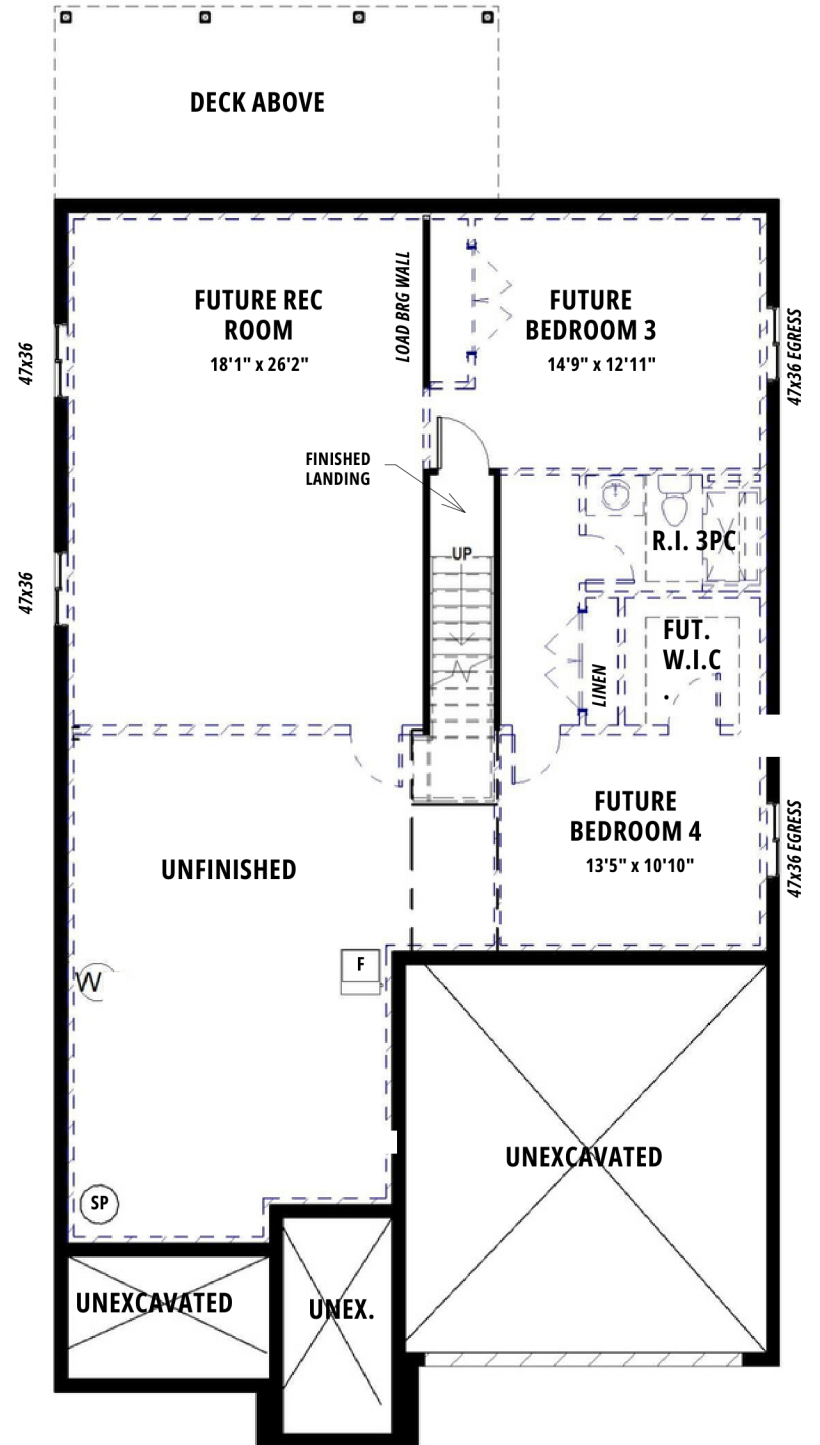 DECK ABOVE
FUTURE REC
ROOM
18'1" x 26'2"
LOAD BRG WALL
FUTURE
BEDROOM 3
14'9" x 12'11"
47x36
47x36 EGRESS
FINISHED
LANDING
UP
R.I. 3PC
47x36
FUT.
W.I.C
.
LINEN
FUTURE
BEDROOM 4
13'5" x 10'10"
47x36 EGRESS
UNFINISHED
F
W
UNEXCAVATED
SP
UNEXCAVATED
UNEX.